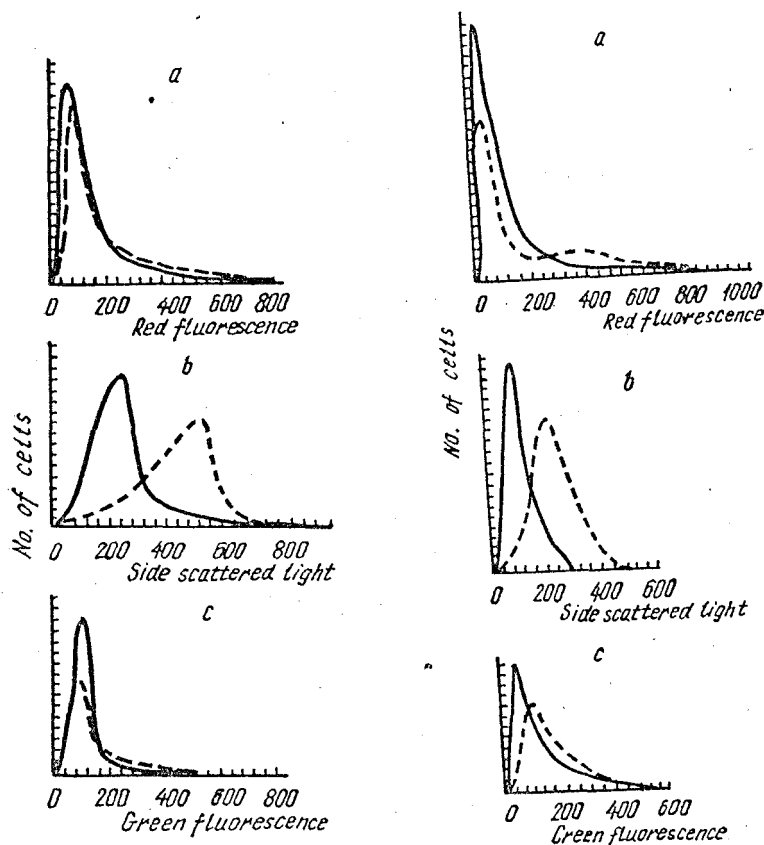 a
0 200 400 600 800
Red fluorescence
No. of cells
b
0 200 400 600 800
Side scattered light
c
0 200 400 600 800
Green fluorescence
a
0 200 400 600 800 1000
Red fluorescence
No. of cells
b
0 200 400 600
Side scattered light
c
0 200 400 600
Green fluorescence